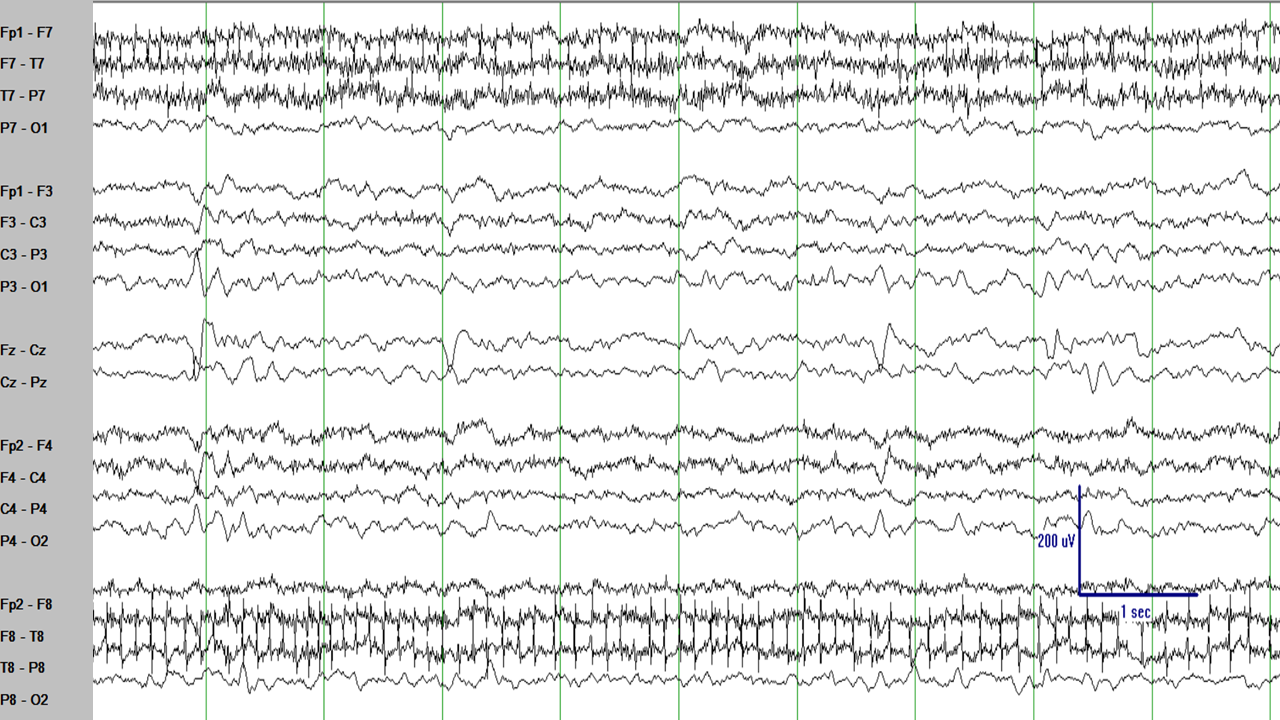 Fp1 - F7
F7 - T7
T7 - P7
P7 - O1
Fp1 - F3
F3 - C3
C3 - P3
P3 - O1
Fz - Cz
Cz - Pz
Fp2 - F4
F4 - C4
C4 - P4
P4 - O2
200 uV
Fp2 - F8
1 sec
F8 - T8
T8 - P8
P8 - O2